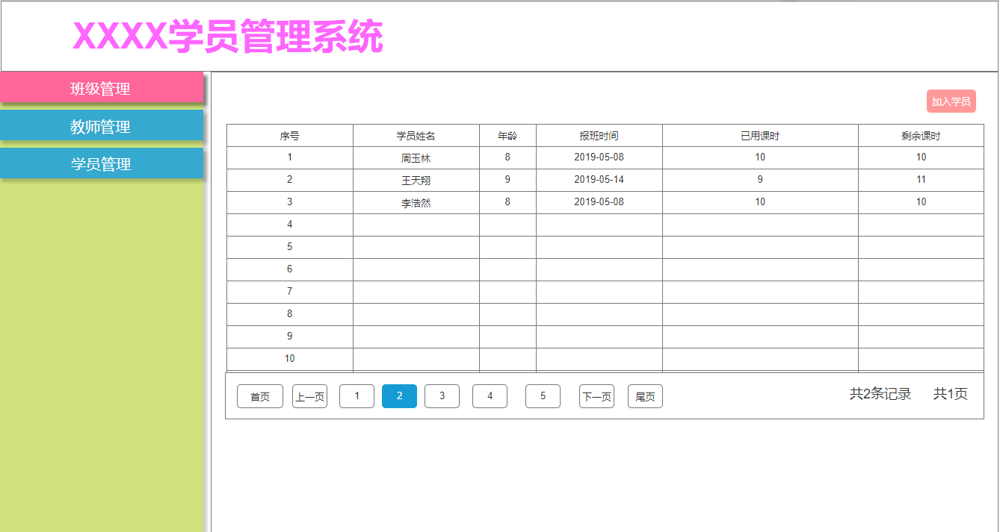 XXXX学员管理系统
班级管理
教师管理
学员管理
加入学员
序号 学员姓名 年龄 报班时间 已用课时 剩余课时
1 周玉林 8 2019-05-08 10 10
2 王天翔 9 2019-05-14 9 11
3 李浩然 8 2019-05-08 10 10
4
5
6
7
8
9
10
首页 上一页 1 2 3 4 5 下一页 尾页 共2条记录 共1页